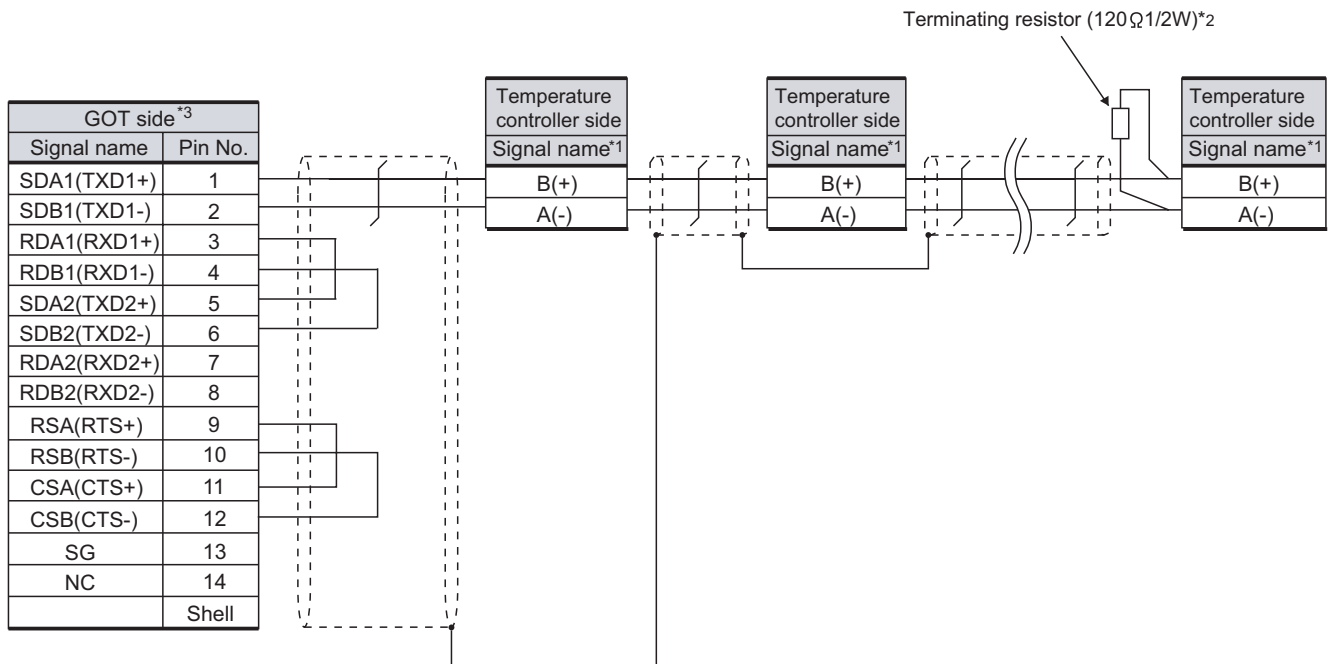 Terminating resistor (120Ω1/2W)*2
GOT side*3
Signal name Pin No.
SDA1(TXD1+) 1
SDB1(TXD1-) 2
RDA1(RXD1+) 3
RDB1(RXD1-) 4
SDA2(TXD2+) 5
SDB2(TXD2-) 6
RDA2(RXD2+) 7
RDB2(RXD2-) 8
RSA(RTS+) 9
RSB(RTS-) 10
CSA(CTS+) 11
CSB(CTS-) 12
SG 13
NC 14
Shell
Temperature
controller side
Signal name*1
B(+)
A(-)
Temperature
controller side
Signal name*1
B(+)
A(-)
Temperature
controller side
Signal name*1
B(+)
A(-)